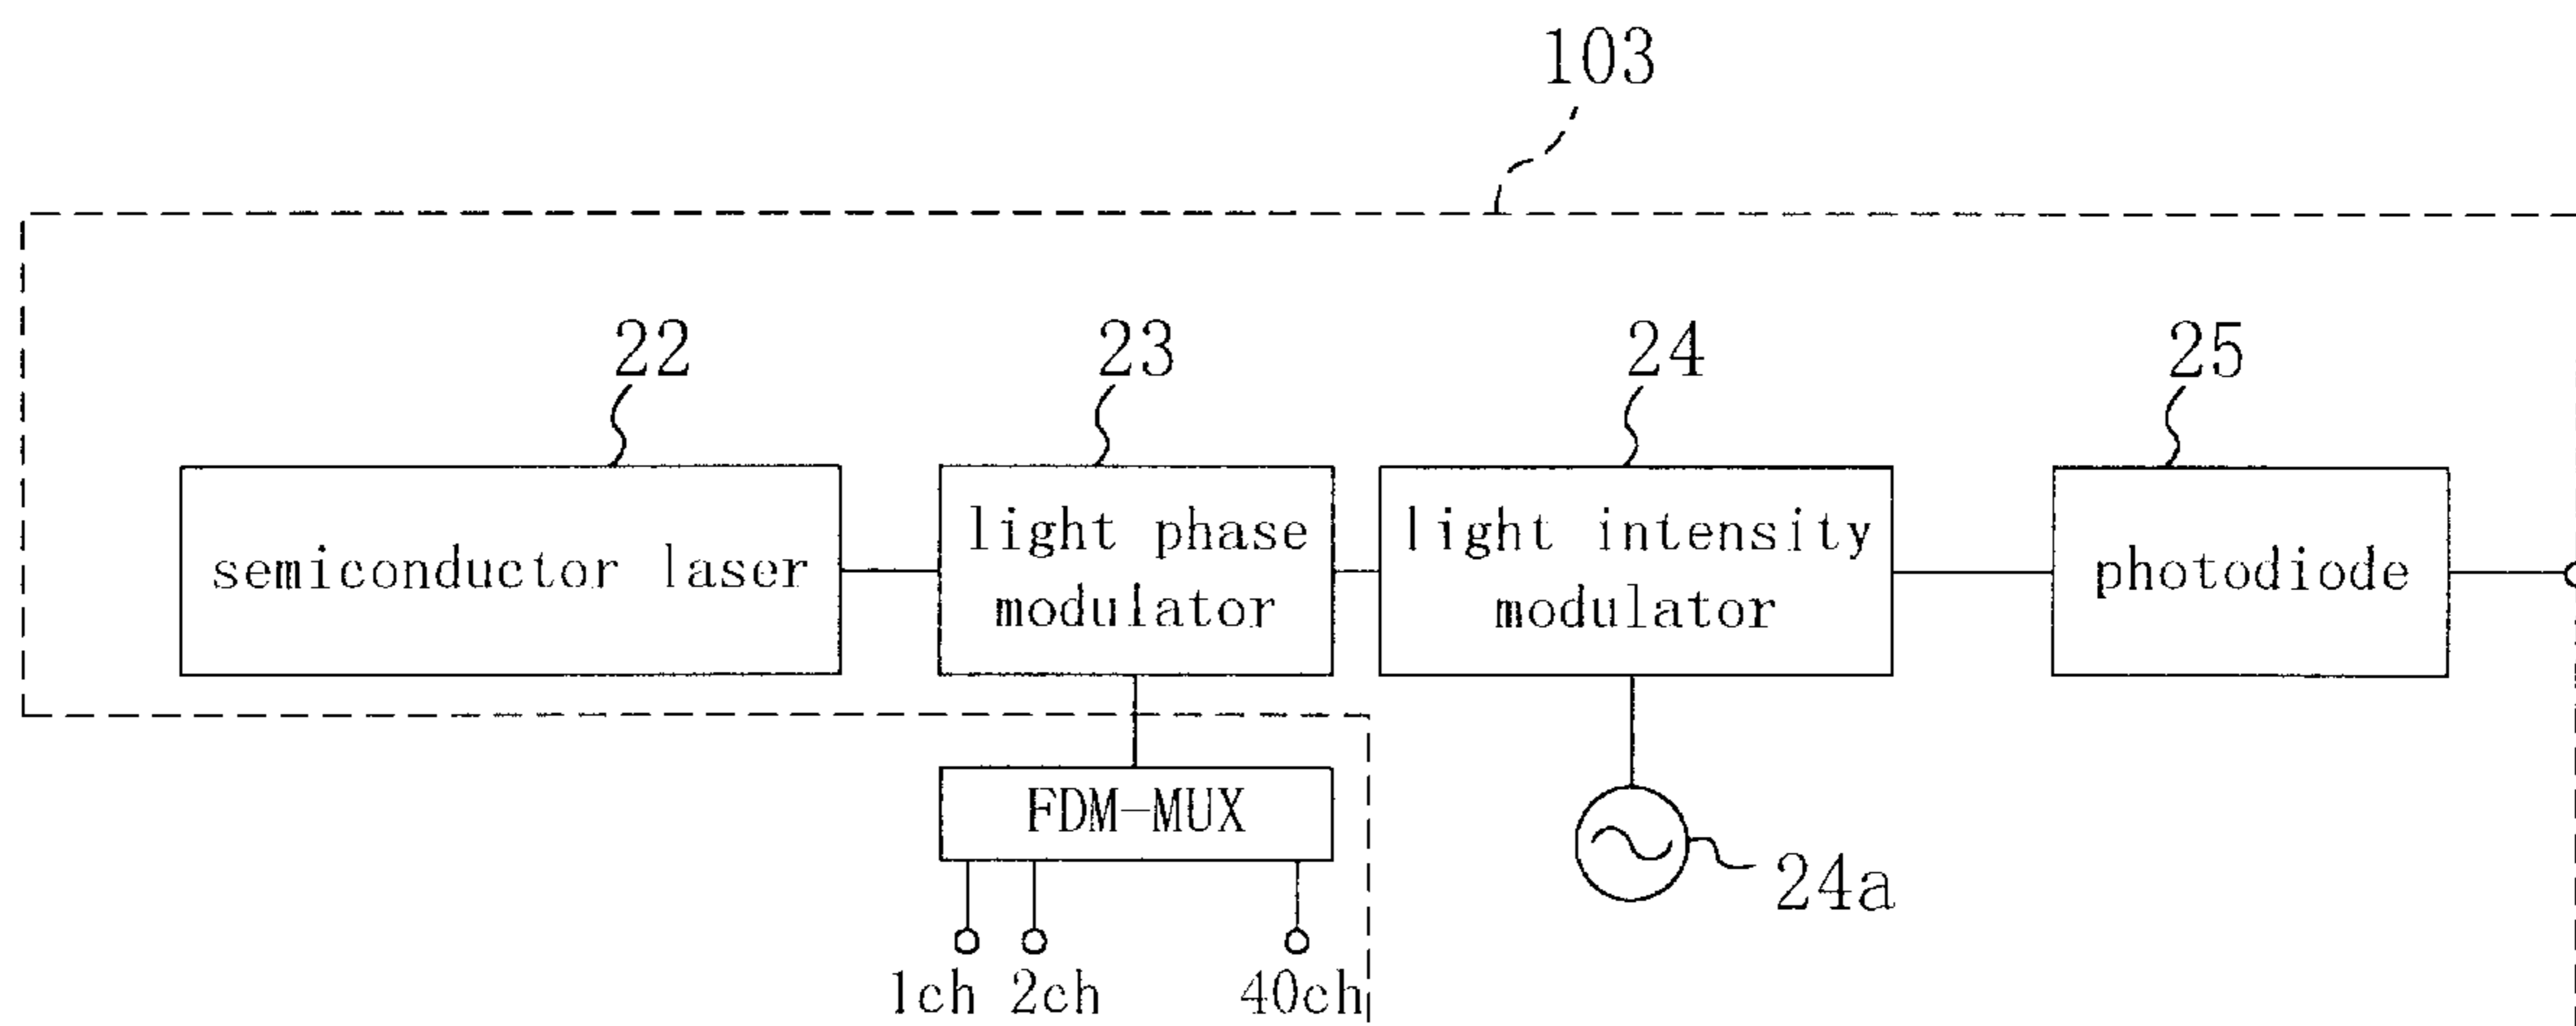 103
22
23
24
25
semiconductor laser
light phase
modulator
light intensity
modulator
photodiode
FDM-MUX
24a
1ch 2ch 40ch